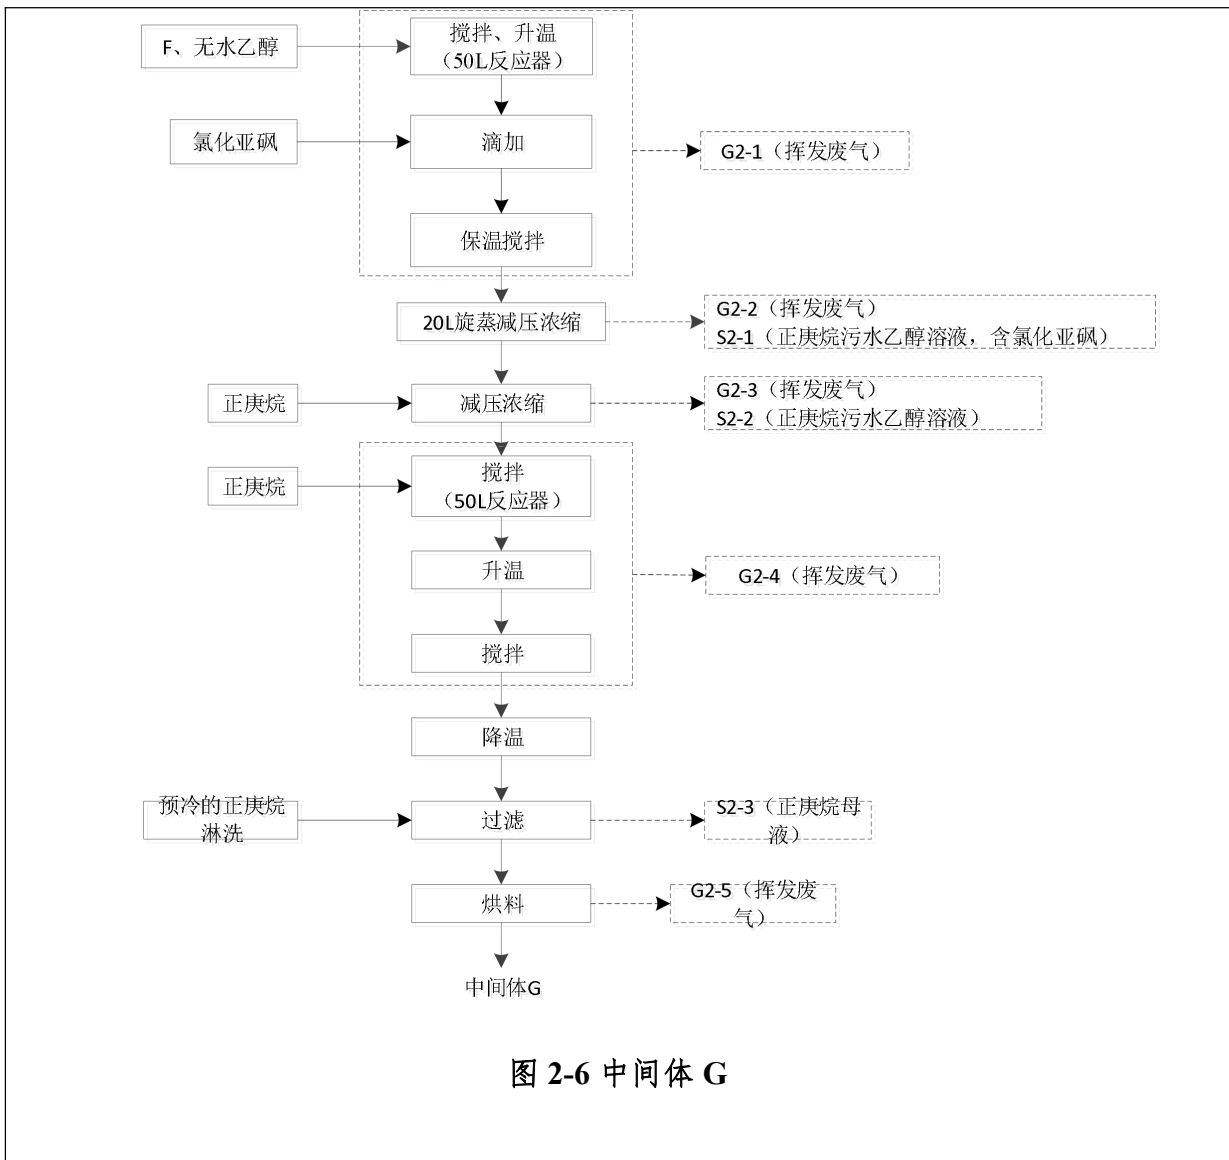 F、无水乙醇
搅拌、升温
（50L反应器）
氯化亚砜
滴加
G2-1（挥发废气）
保温搅拌
20L旋蒸减压浓缩
G2-2（挥发废气）
S2-1（正庚烷污水乙醇溶液，含氯化亚砜）
正庚烷
减压浓缩
G2-3（挥发废气）
S2-2（正庚烷污水乙醇溶液）
正庚烷
搅拌
（50L反应器）
升温
G2-4（挥发废气）
搅拌
降温
预冷的正庚烷
淋洗
过滤
S2-3（正庚烷母
液）
烘料
G2-5（挥发废
气）
中间体G
图 2-6 中间体 G